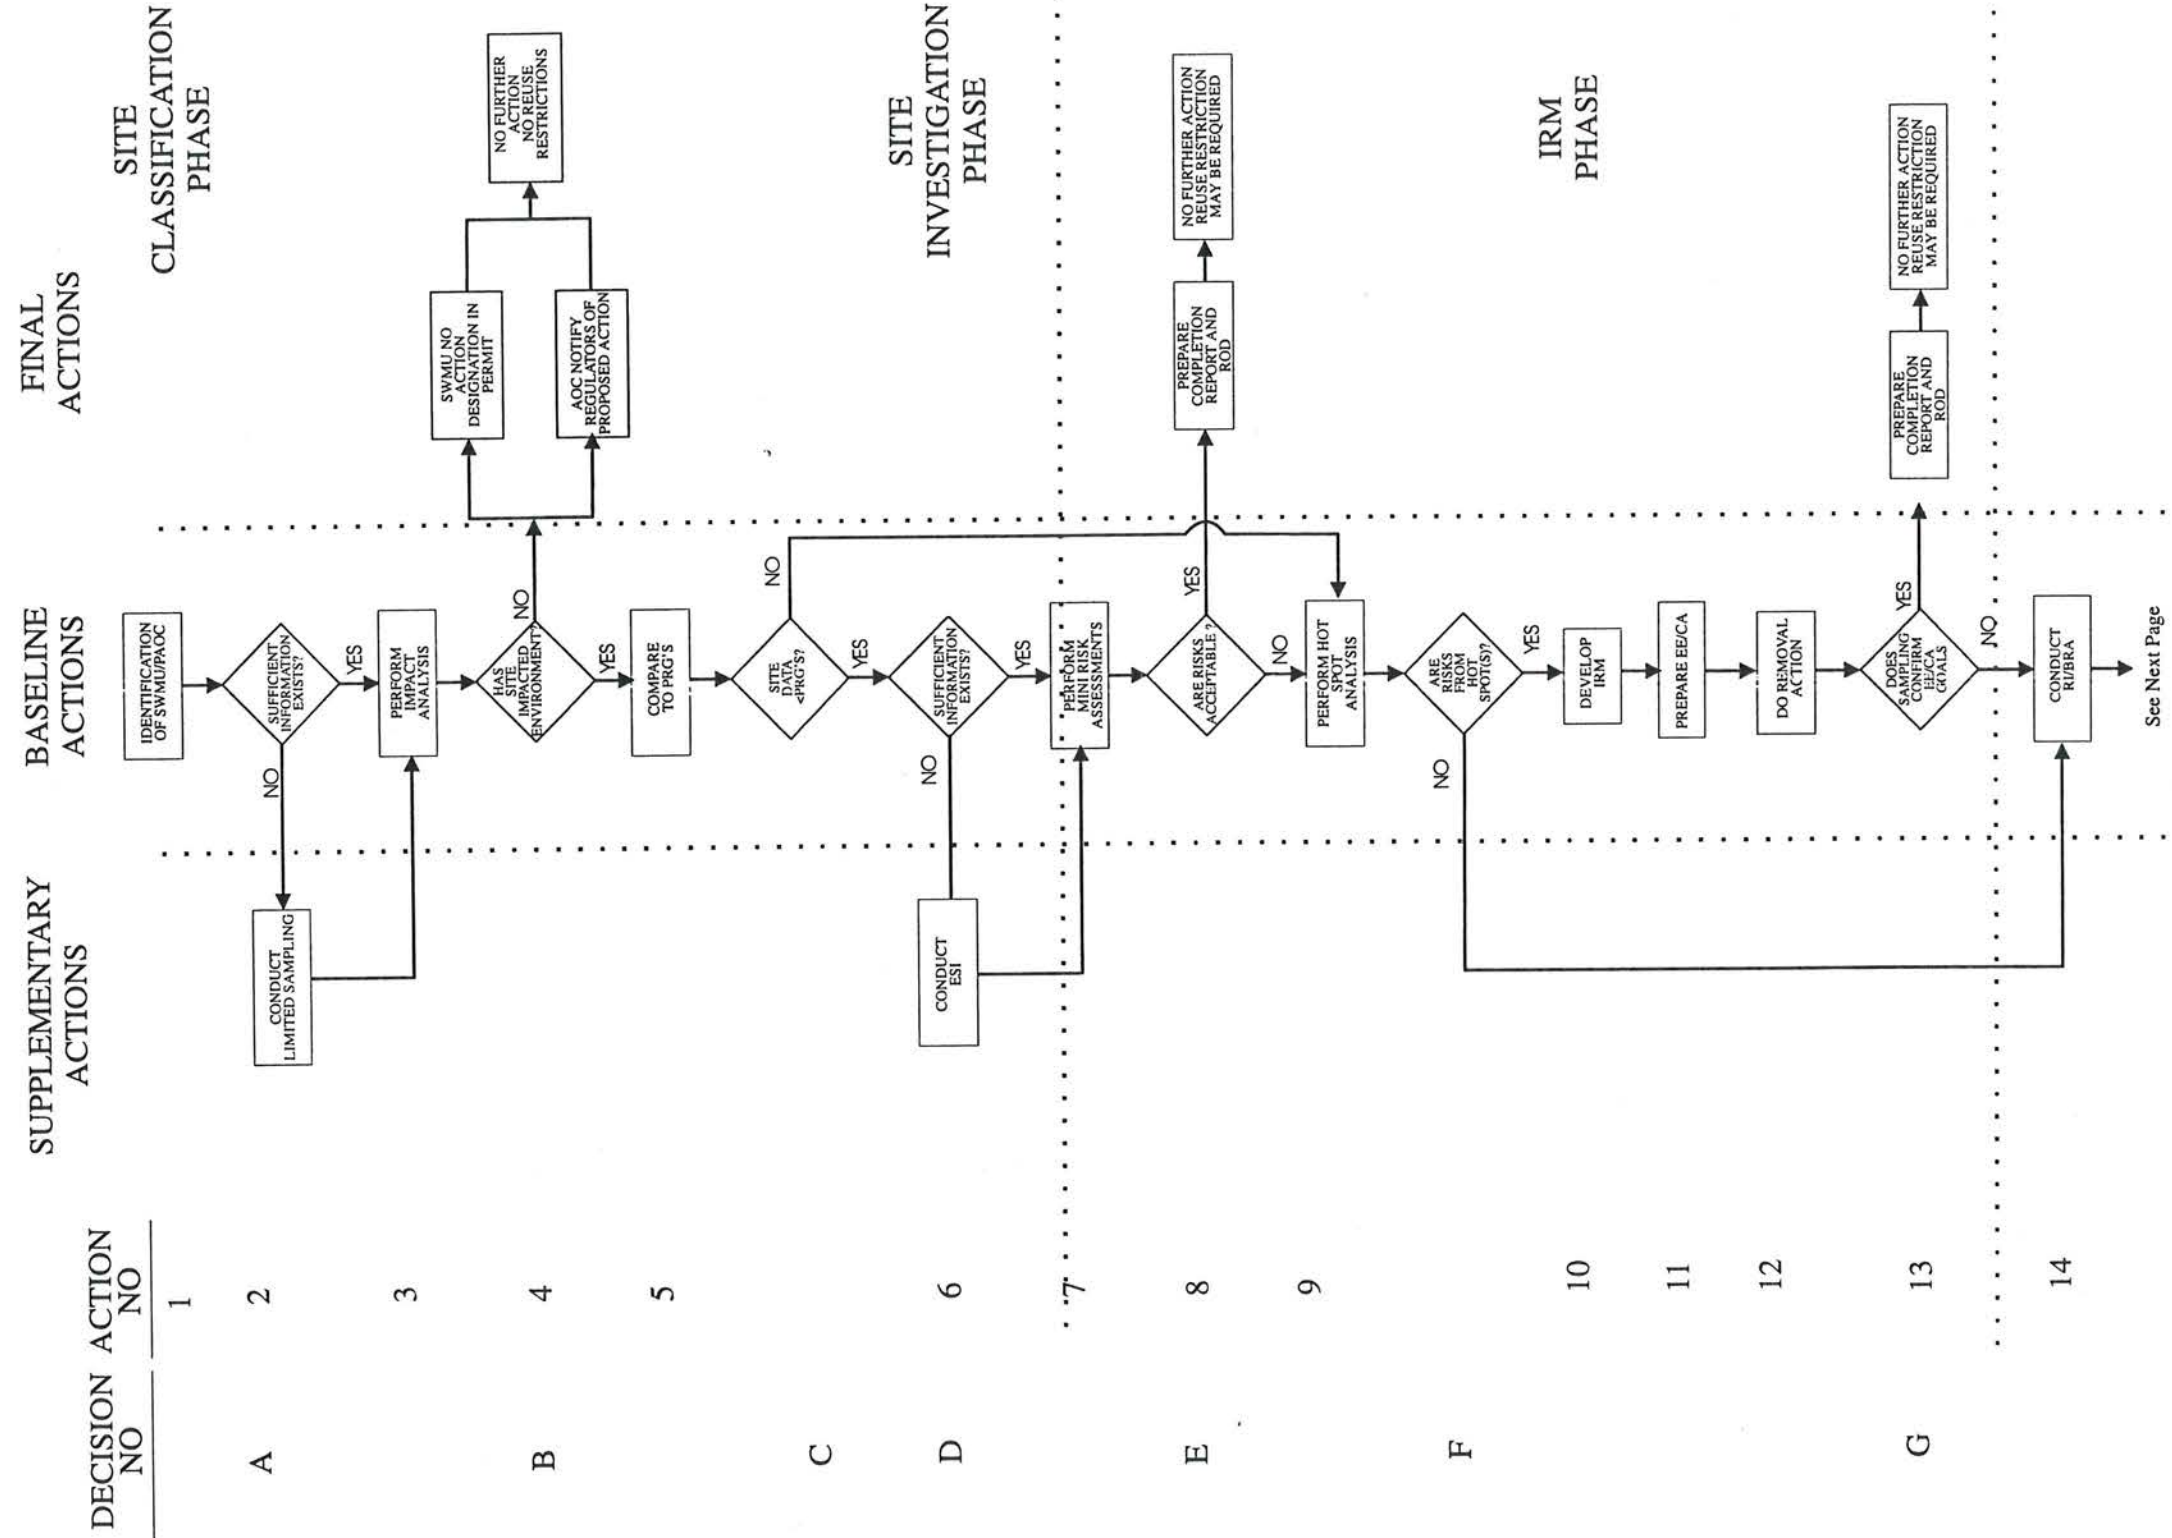 DECISION
NO
ACTION
NO
SUPPLEMENTARY
ACTIONS
BASELINE
ACTIONS
FINAL
ACTIONS
SITE
CLASSIFICATION
PHASE
1
IDENTIFICATION
OF SWMU/PAOC
A
2
CONDUCT
LIMITED SAMPLING
NO
SUFFICIENT
INFORMATION
EXISTS?
YES
3
PERFORM
IMPACT
ANALYSIS
B
4
HAS
SITE
IMPACTED
ENVIRONMENT?
NO
YES
SWMU NO
ACTION
DESIGNATION IN
PERMIT
AOC NOTIFY
REGULATORS OF
PROPOSED ACTION
NO FURTHER
ACTION
NO REUSE
RESTRICTIONS
5
COMPARE
TO PRG'S
C
SITE
DATA
<PRG'S?
NO
YES
SITE
INVESTIGATION
PHASE
D
6
CONDUCT
ESI
NO
SUFFICIENT
INFORMATION
EXISTS?
YES
7
PERFORM
MINI RISK
ASSESSMENTS
E
8
ARE RISKS
ACCEPTABLE ?
YES
NO
PREPARE
COMPLETION
REPORT AND
ROD
NO FURTHER ACTION
REUSE RESTRICTION
MAY BE REQUIRED
9
PERFORM HOT
SPOT
ANALYSIS
F
NO
ARE
RISKS
FROM
HOT
SPOT(S)?
YES
IRM
PHASE
10
DEVELOP
IRM
11
PREPARE EE/CA
12
DO REMOVAL
ACTION
G
13
DOES
SAMPLING
CONFIRM
EE/CA
GOALS
YES
NO
PREPARE
COMPLETION
REPORT AND
ROD
NO FURTHER ACTION
REUSE RESTRICTION
MAY BE REQUIRED
14
CONDUCT
RI/BRA
See Next Page